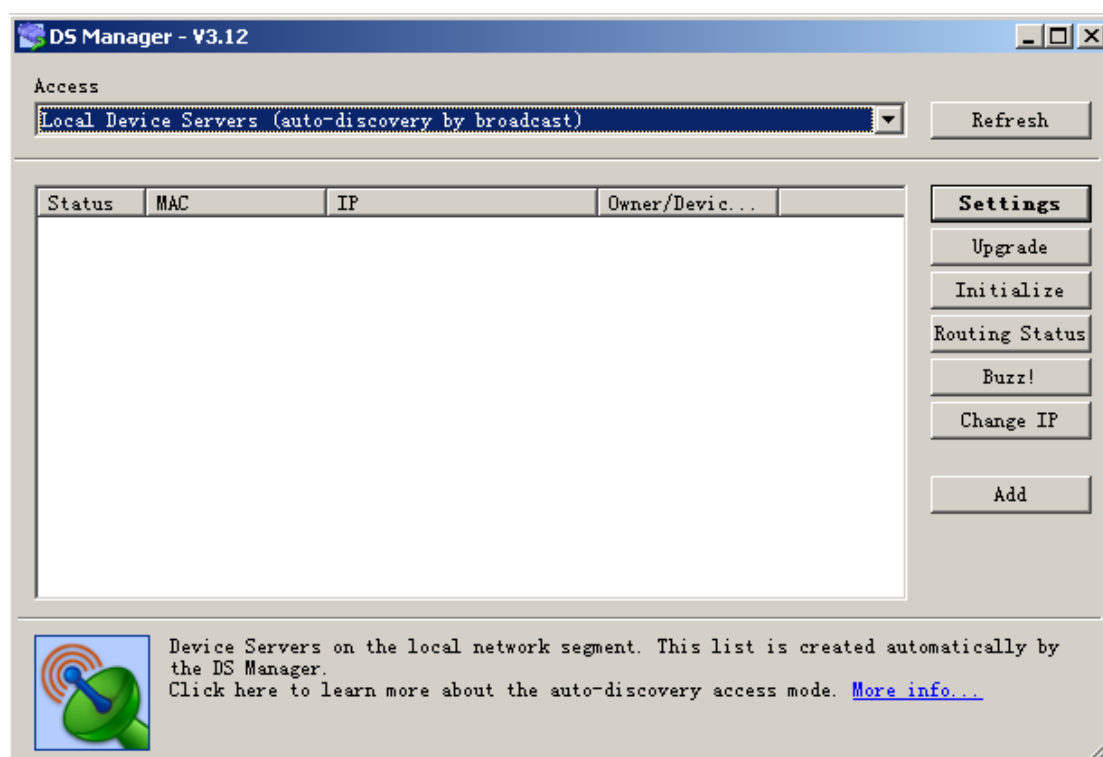 DS Manager - V3.12
Access
Local Device Servers (auto-discovery by broadcast)
Refresh
Status MAC IP Owner/Devic...
Settings
Upgrade
Initialize
Routing Status
Buzz!
Change IP
Add
Device Servers on the local network segment. This list is created automatically by
the DS Manager.
Click here to learn more about the auto-discovery access mode. More info...